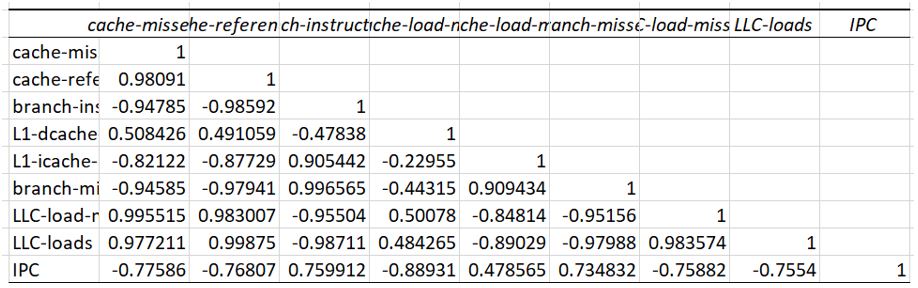 cache-misse he-referen ch-instruct che-load-n che-load-m anch-misse C-load-miss LLC-loads IPC
cache-mis 1
cache-refe 0.98091 1
branch-ins -0.94785 -0.98592 1
L1-dcache 0.508426 0.491059 -0.47838 1
L1-icache- -0.82122 -0.87729 0.905442 -0.22955 1
branch-mi -0.94585 -0.97941 0.996565 -0.44315 0.909434 1
LLC-load-n 0.995515 0.983007 -0.95504 0.50078 -0.84814 -0.95156 1
LLC-loads 0.977211 0.99875 -0.98711 0.484265 -0.89029 -0.97988 0.983574 1
IPC -0.77586 -0.76807 0.759912 -0.88931 0.478565 0.734832 -0.75882 -0.7554 1